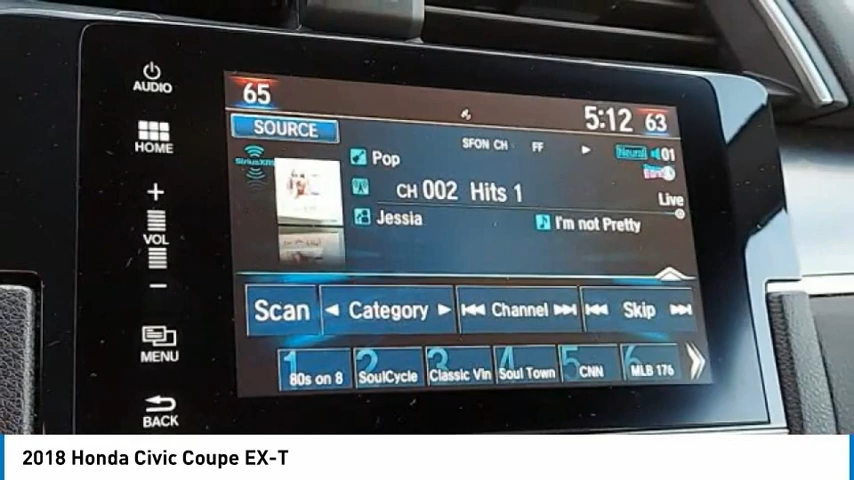 65
5:12 63
AUDIO
SOURCE
SFON CH FF
Neural 01
HOME
SiriusXM
Pop
CH 002 Hits 1
Live
+
VOL
−
Jessia
I'm not Pretty
Scan Category Channel Skip
MENU
1 80s on 8
2 SoulCycle
3 Classic Vin
4 Soul Town
5 CNN
6 MLB 176
BACK
2018 Honda Civic Coupe EX-T